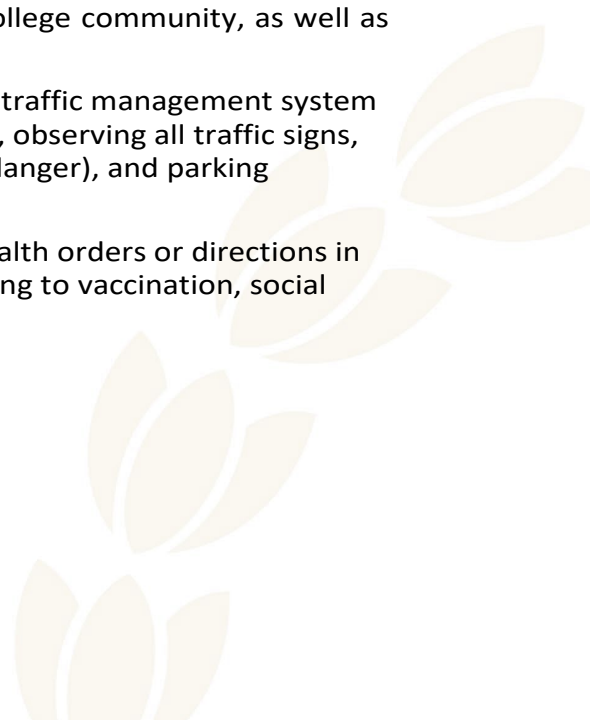 ollege community, as well as
traffic management system
, observing all traffic signs,
langer), and parking
alth orders or directions in
ng to vaccination, social